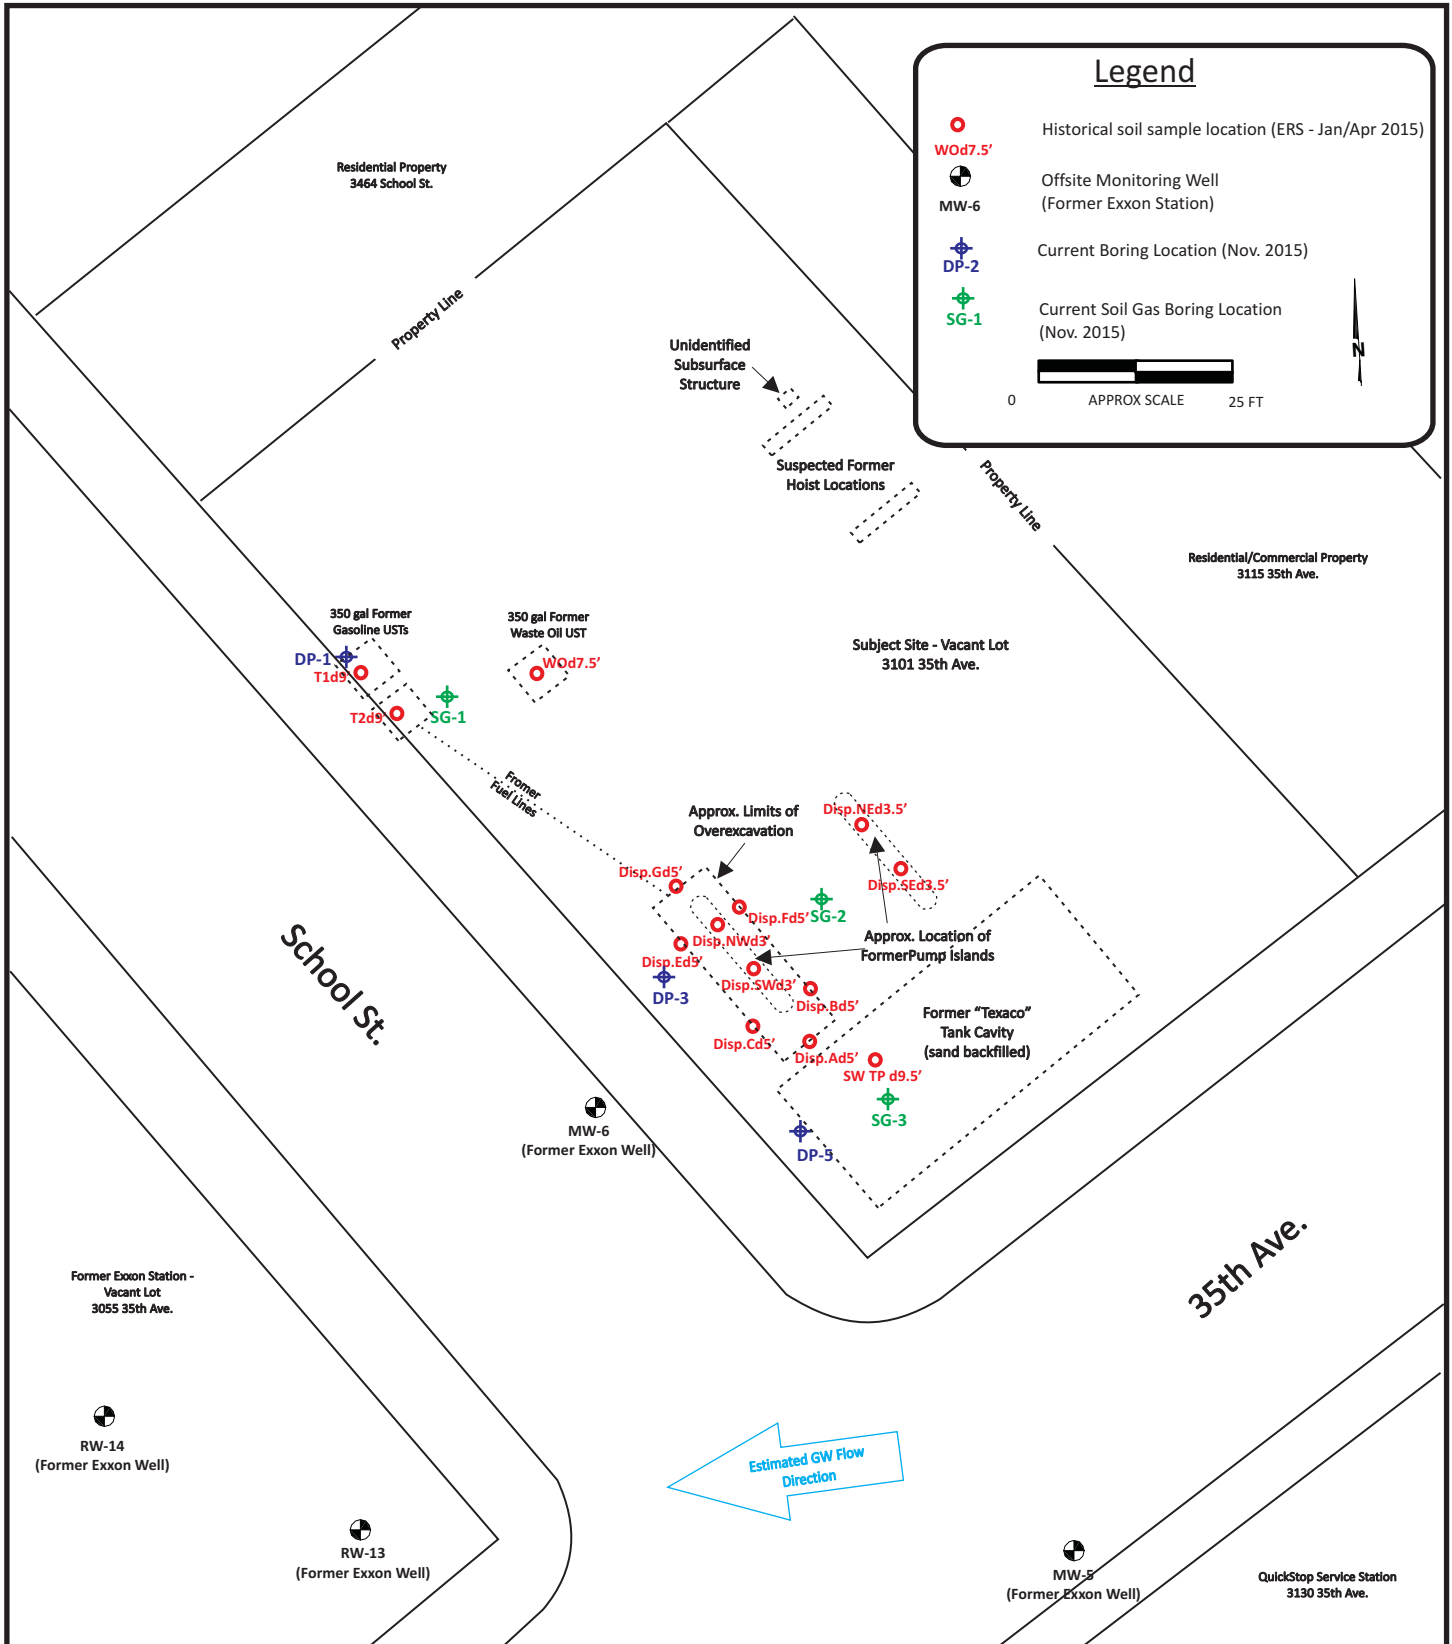 Legend
Historical soil sample location (ERS - Jan/Apr 2015)
WOd7.5’
Offsite Monitoring Well
(Former Exxon Station)
MW-6
Current Boring Location (Nov. 2015)
DP-2
Current Soil Gas Boring Location
(Nov. 2015)
SG-1
N
0 APPROX SCALE 25 FT
Residential Property
3464 School St.
Property Line
Unidentified
Subsurface
Structure
Suspected Former
Hoist Locations
Property Line
Residential/Commercial Property
3115 35th Ave.
350 gal Former
Gasoline USTs
350 gal Former
Waste Oil UST
Subject Site - Vacant Lot
3101 35th Ave.
DP-1
T1d9
WOd7.5’
T2d9
SG-1
Fromer
Fuel Lines
Approx. Limits of
Overexcavation
Disp.NEd3.5’
Disp.Gd5’
Disp.SEd3.5’
Disp.Fd5’
SG-2
Disp.NWd3’
Approx. Location of
FormerPump islands
Disp.Ed5’
Disp.SWd3’
DP-3
Disp.Bd5’
Former “Texaco”
Tank Cavity
(sand backfilled)
Disp.Cd5’
Disp.Ad5’
SW TP d9.5’
SG-3
DP-5
School St.
MW-6
(Former Exxon Well)
35th Ave.
Former Exxon Station -
Vacant Lot
3055 35th Ave.
RW-14
(Former Exxon Well)
Estimated GW Flow
Direction
RW-13
(Former Exxon Well)
MW-5
(Former Exxon Well)
QuickStop Service Station
3130 35th Ave.